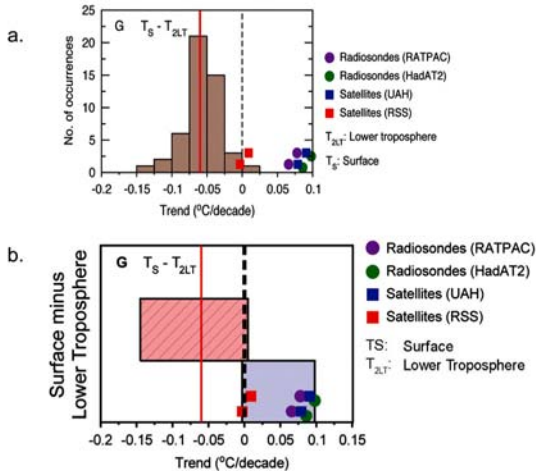 a.
G T_S - T_2LT
25
20
15
10
5
0
No. of occurrences
-0.2 -0.15 -0.1 -0.05 0 0.05 0.1
Trend (⁰C/decade)
Radiosondes (RATPAC)
Radiosondes (HadAT2)
Satellites (UAH)
Satellites (RSS)
T_2LT: Lower troposphere
T_S: Surface
b.
G T_S - T_2LT
Surface minus
Lower Troposphere
-0.2 -0.15 -0.1 -0.05 0 0.05 0.1 0.15
Trend (⁰C/decade)
Radiosondes (RATPAC)
Radiosondes (HadAT2)
Satellites (UAH)
Satellites (RSS)
TS: Surface
T_2LT: Lower Troposphere